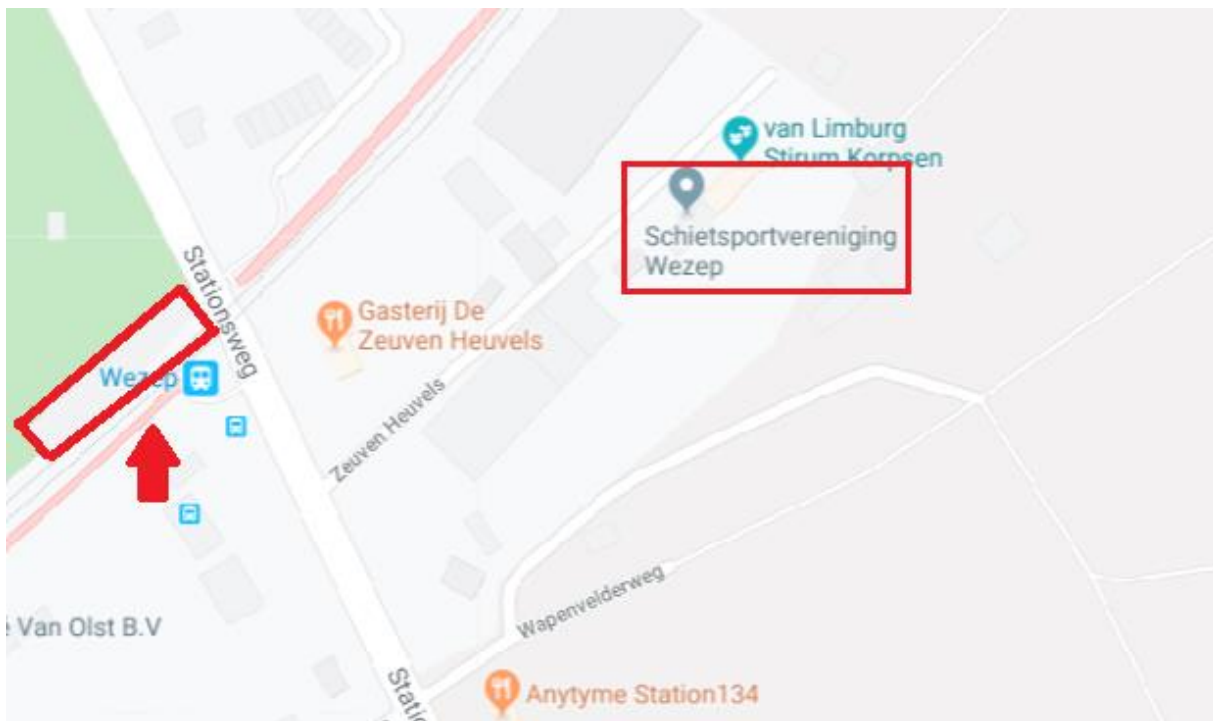 van Limburg
Stirum Korpsen
Schietsportvereniging
Wezep
Stationsweg
Gasterij De
Zeuven Heuvels
Wezep
Zeuven Heuvels
Wapenvelderweg
Van Olst B.V
Static
Anytyme Station134